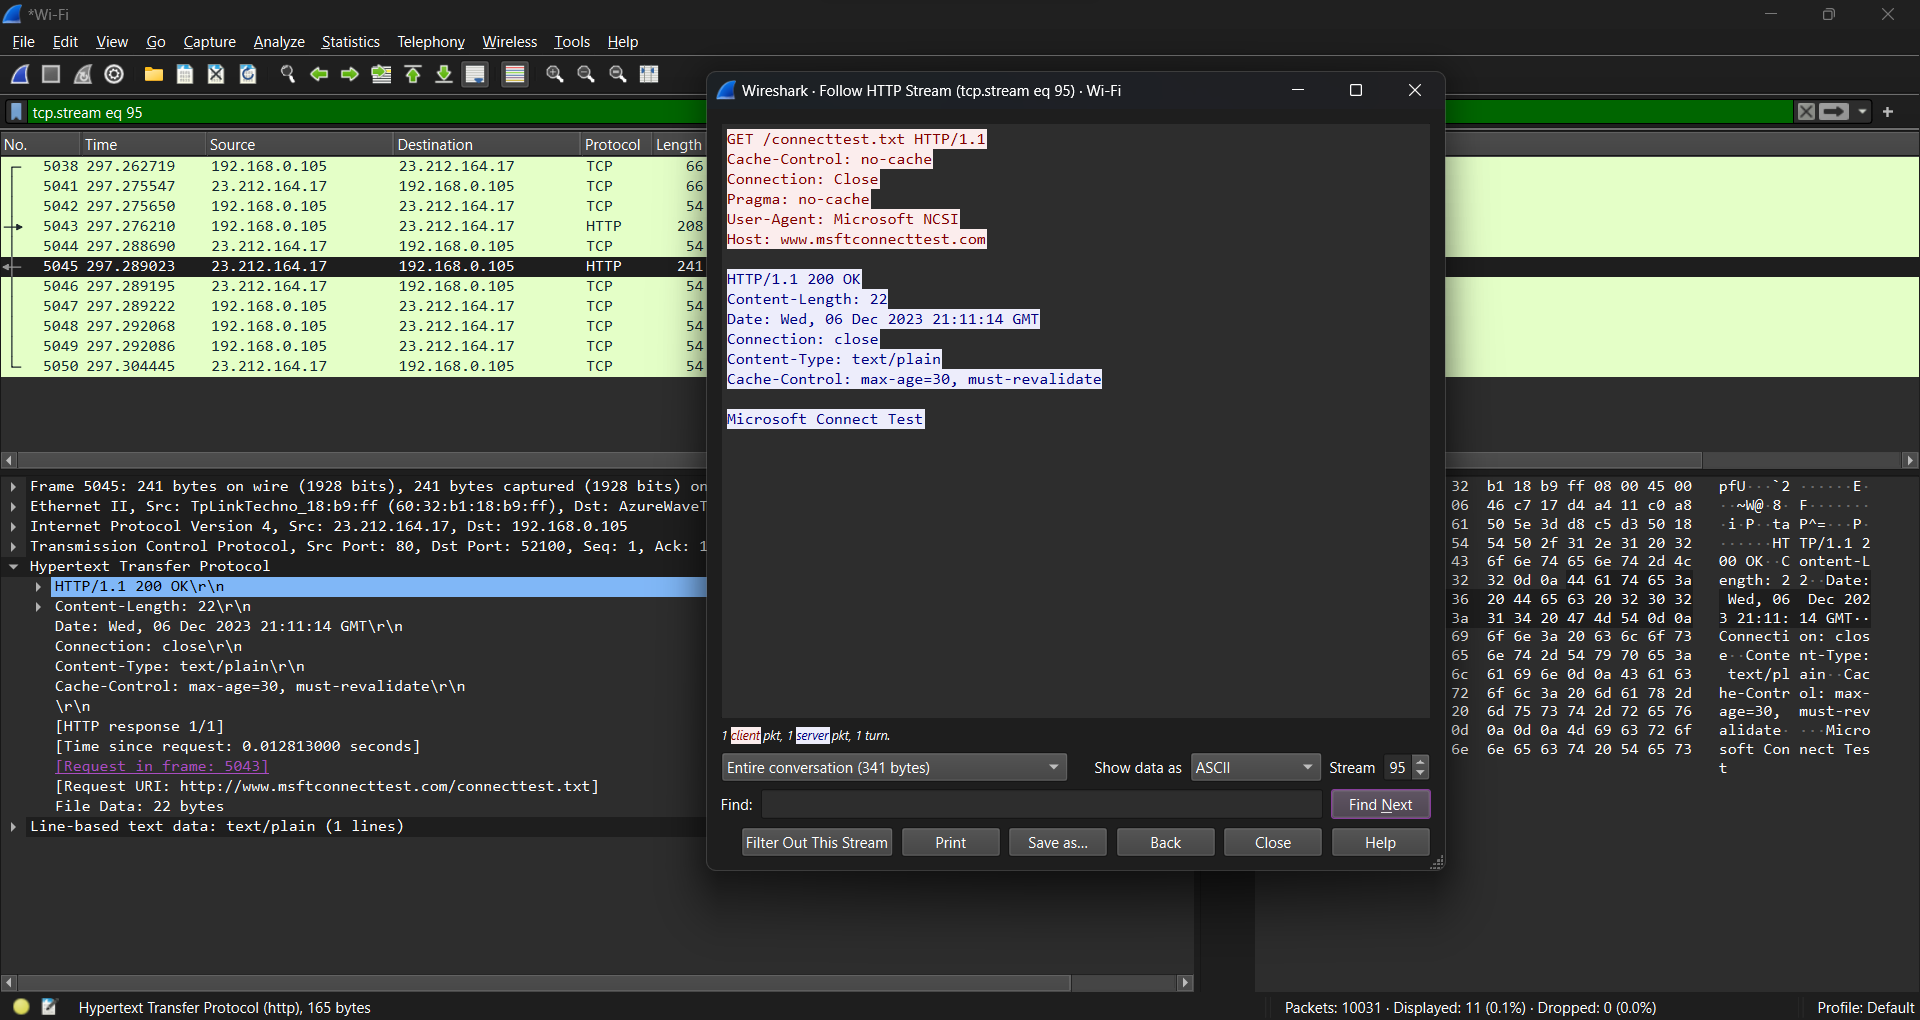 *Wi-Fi
File Edit View Go Capture Analyze Statistics Telephony Wireless Tools Help
tcp.stream eq 95
No. Time Source Destination Protocol Length
5038 297.262719 192.168.0.105 23.212.164.17 TCP 66
5041 297.275547 23.212.164.17 192.168.0.105 TCP 66
5042 297.275650 192.168.0.105 23.212.164.17 TCP 54
5043 297.276210 192.168.0.105 23.212.164.17 HTTP 208
5044 297.288690 23.212.164.17 192.168.0.105 TCP 54
5045 297.289023 23.212.164.17 192.168.0.105 HTTP 241
5046 297.289195 23.212.164.17 192.168.0.105 TCP 54
5047 297.289222 192.168.0.105 23.212.164.17 TCP 54
5048 297.292068 192.168.0.105 23.212.164.17 TCP 54
5049 297.292086 192.168.0.105 23.212.164.17 TCP 54
5050 297.304445 23.212.164.17 192.168.0.105 TCP 54
Frame 5045: 241 bytes on wire (1928 bits), 241 bytes captured (1928 bits) on
Ethernet II, Src: TpLinkTechno_18:b9:ff (60:32:b1:18:b9:ff), Dst: AzureWaveT
Internet Protocol Version 4, Src: 23.212.164.17, Dst: 192.168.0.105
Transmission Control Protocol, Src Port: 80, Dst Port: 52100, Seq: 1, Ack: 1
Hypertext Transfer Protocol
HTTP/1.1 200 OK\r\n
Content-Length: 22\r\n
Date: Wed, 06 Dec 2023 21:11:14 GMT\r\n
Connection: close\r\n
Content-Type: text/plain\r\n
Cache-Control: max-age=30, must-revalidate\r\n
\r\n
[HTTP response 1/1]
[Time since request: 0.012813000 seconds]
[Request in frame: 5043]
[Request URI: http://www.msftconnecttest.com/connecttest.txt]
File Data: 22 bytes
Line-based text data: text/plain (1 lines)
Wireshark · Follow HTTP Stream (tcp.stream eq 95) · Wi-Fi
GET /connecttest.txt HTTP/1.1
Cache-Control: no-cache
Connection: Close
Pragma: no-cache
User-Agent: Microsoft NCSI
Host: www.msftconnecttest.com
HTTP/1.1 200 OK
Content-Length: 22
Date: Wed, 06 Dec 2023 21:11:14 GMT
Connection: close
Content-Type: text/plain
Cache-Control: max-age=30, must-revalidate
Microsoft Connect Test
1 client pkt, 1 server pkt, 1 turn.
Entire conversation (341 bytes) Show data as ASCII Stream 95
Find: Find Next
Filter Out This Stream Print Save as... Back Close Help
32 b1 18 b9 ff 08 00 45 00 pfU···`2 ······E·
06 46 c7 17 d4 a4 11 c0 a8 ··~W@·8· F·······
61 50 5e 3d d8 c5 d3 50 18 ·i·P··ta P^=···P·
54 54 50 2f 31 2e 31 20 32 ······HT TP/1.1 2
43 6f 6e 74 65 6e 74 2d 4c 00 OK··C ontent-L
32 32 0d 0a 44 61 74 65 3a ength: 2 2··Date:
36 20 44 65 63 20 32 30 32 Wed, 06 Dec 202
3a 31 34 20 47 4d 54 0d 0a 3 21:11: 14 GMT··
69 6f 6e 3a 20 63 6c 6f 73 Connecti on: clos
65 6e 74 2d 54 79 70 65 3a e··Conte nt-Type:
6c 61 69 6e 0d 0a 43 61 63 text/pl ain··Cac
72 6f 6c 3a 20 6d 61 78 2d he-Contr ol: max-
20 6d 75 73 74 2d 72 65 76 age=30, must-rev
0d 0a 0d 0a 4d 69 63 72 6f alidate· ···Micro
6e 6e 65 63 74 20 54 65 73 soft Con nect Tes
t
Hypertext Transfer Protocol (http), 165 bytes
Packets: 10031 · Displayed: 11 (0.1%) · Dropped: 0 (0.0%)
Profile: Default